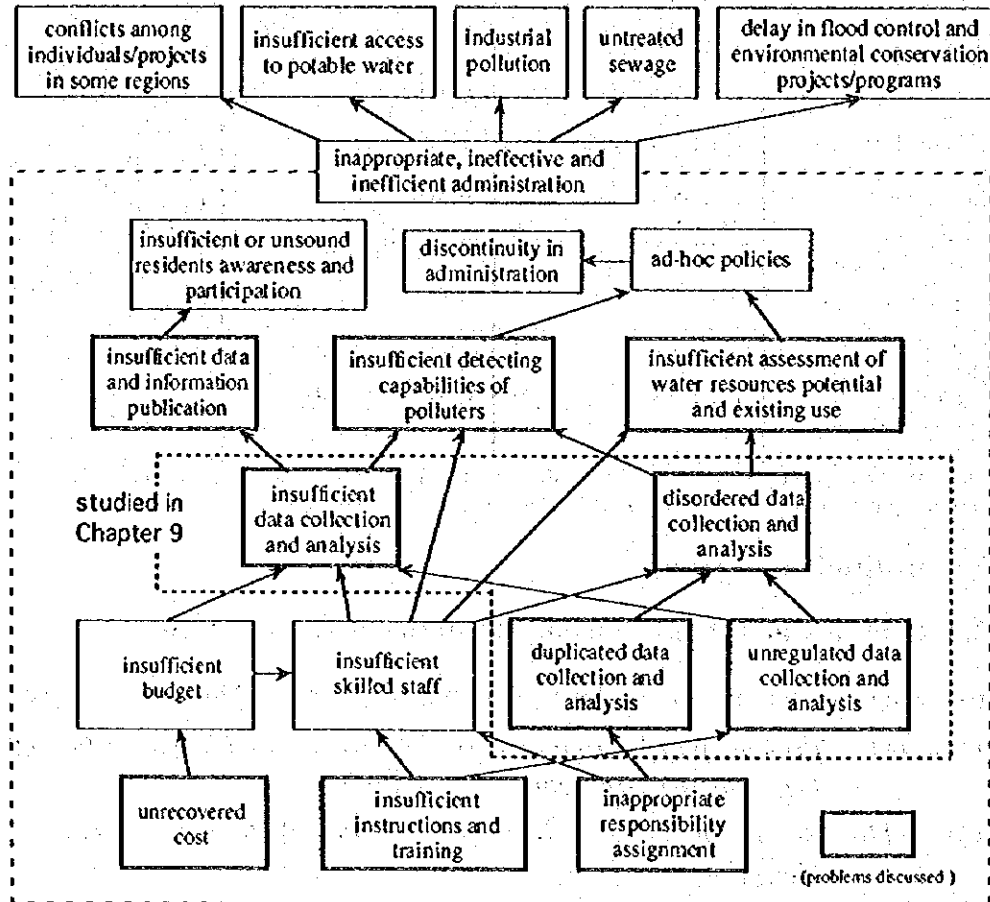 conflicts among
individuals/projects
in some regions
insufficient access
to potable water
industrial
pollution
untreated
sewage
delay in flood control and
environmental conservation
projects/programs
inappropriate, ineffective and
inefficient administration
insufficient or unsound
residents awareness and
participation
discontinuity in
administration
ad-hoc policies
insufficient data
and information
publication
insufficient detecting
capabilities of
polluters
insufficient assessment of
water resources potential
and existing use
studied in
Chapter 9
insufficient
data collection
and analysis
disordered data
collection and
analysis
insufficient
budget
insufficient
skilled staff
duplicated data
collection and
analysis
unregulated data
collection and
analysis
unrecovered
cost
insufficient
instructions and
training
inappropriate
responsibility
assignment
(problems discussed)